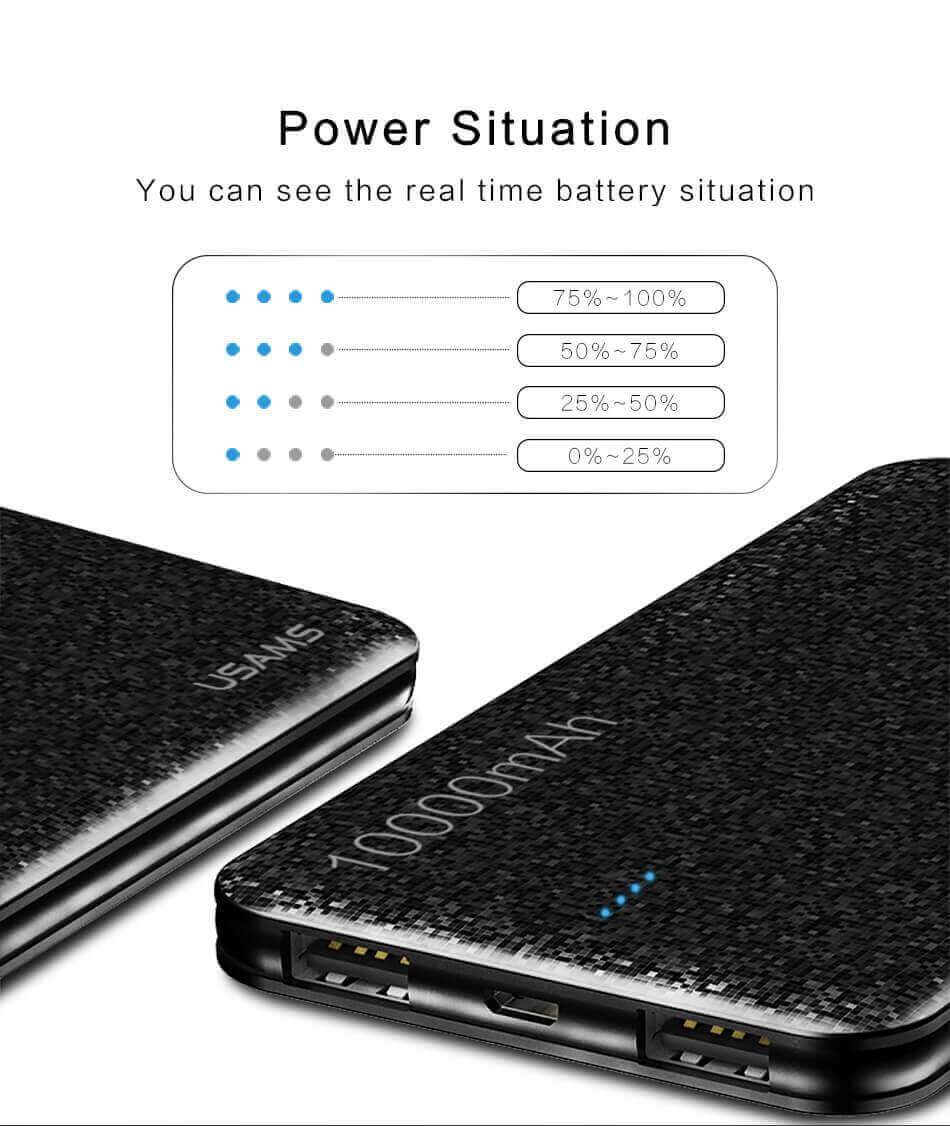 Power Situation
You can see the real time battery situation
75%~100%
50%~75%
25%~50%
0%~25%
USAMS
10000mAh